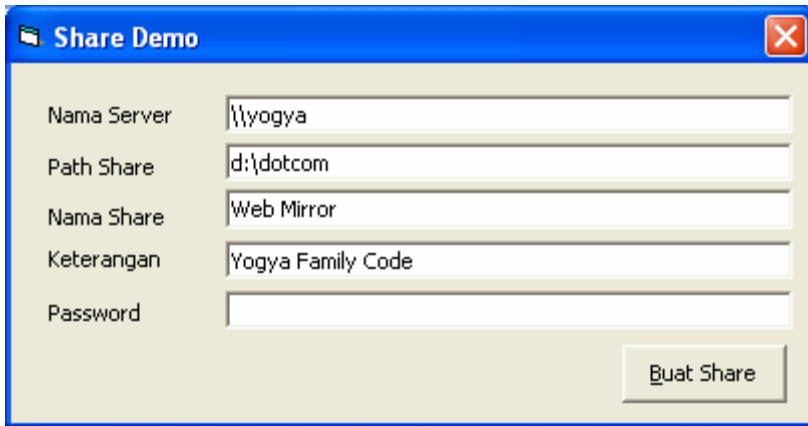 Share Demo
Nama Server \\yogya
Path Share d:\dotcom
Nama Share Web Mirror
Keterangan Yogya Family Code
Password
Buat Share